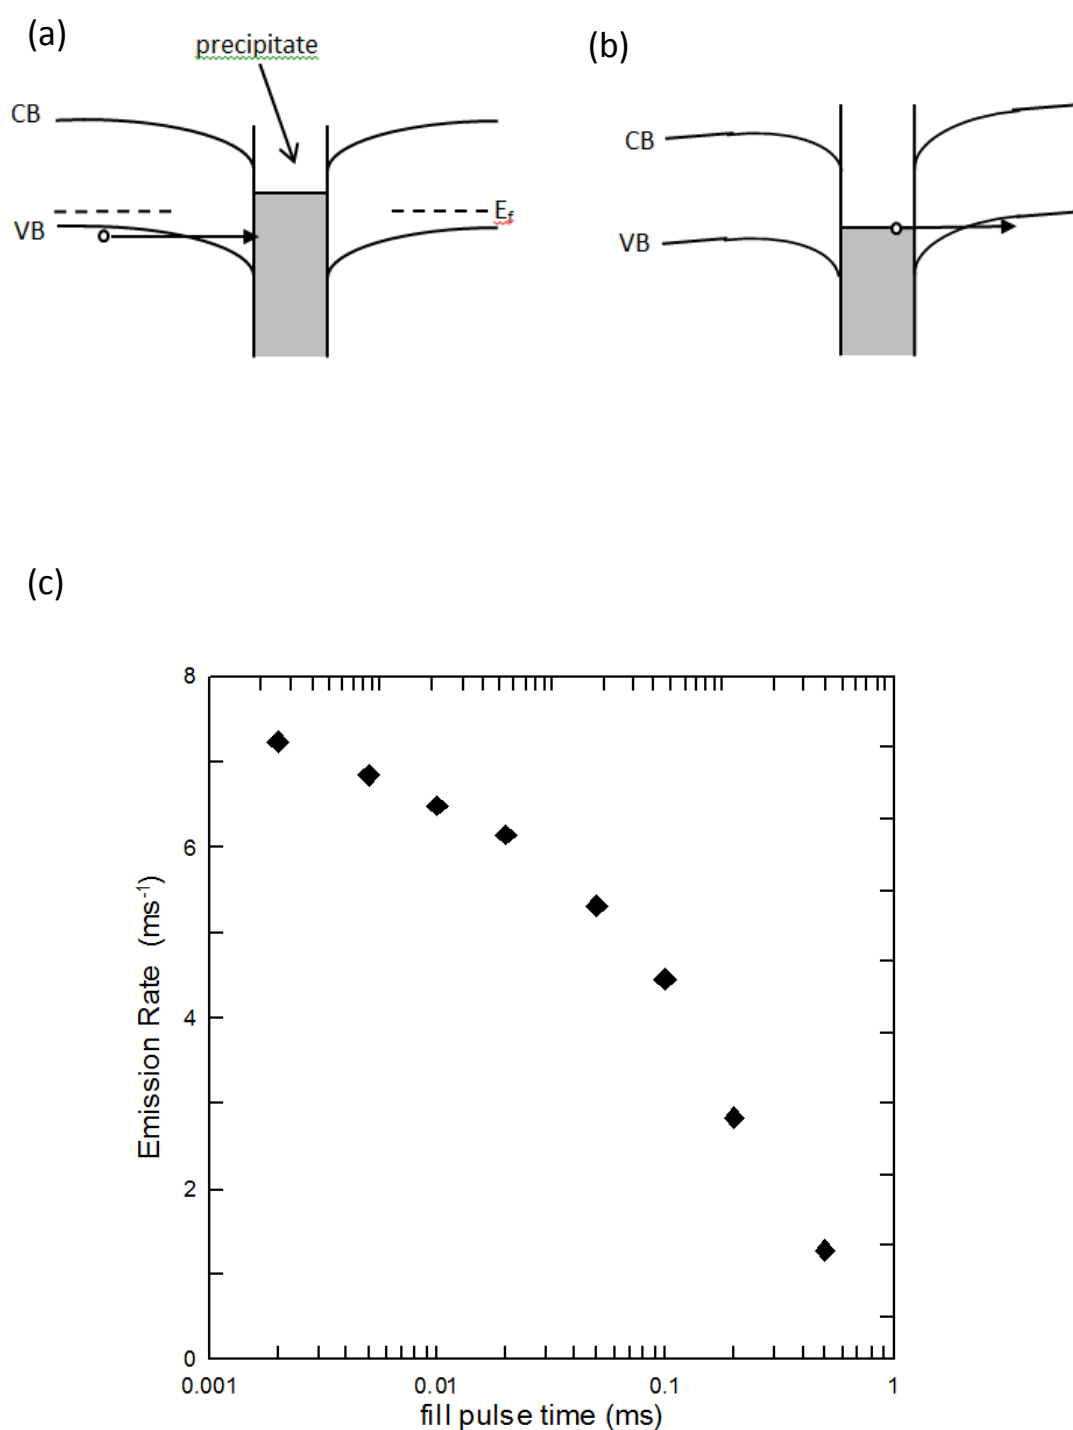 (a)
precipitate
(b)
CB
CB
VB
E_f
VB
(c)
8
6
4
2
0
Emission Rate (ms⁻¹)
0.001
0.01
0.1
1
fill pulse time (ms)